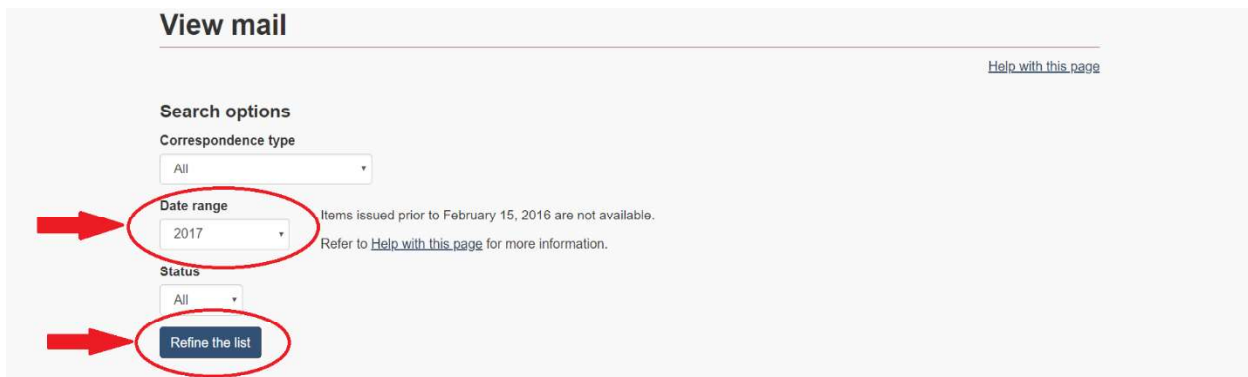 View mail
Help with this page
Search options
Correspondence type
All
Date range
2017
Items issued prior to February 15, 2016 are not available.
Refer to Help with this page for more information.
Status
All
Refine the list